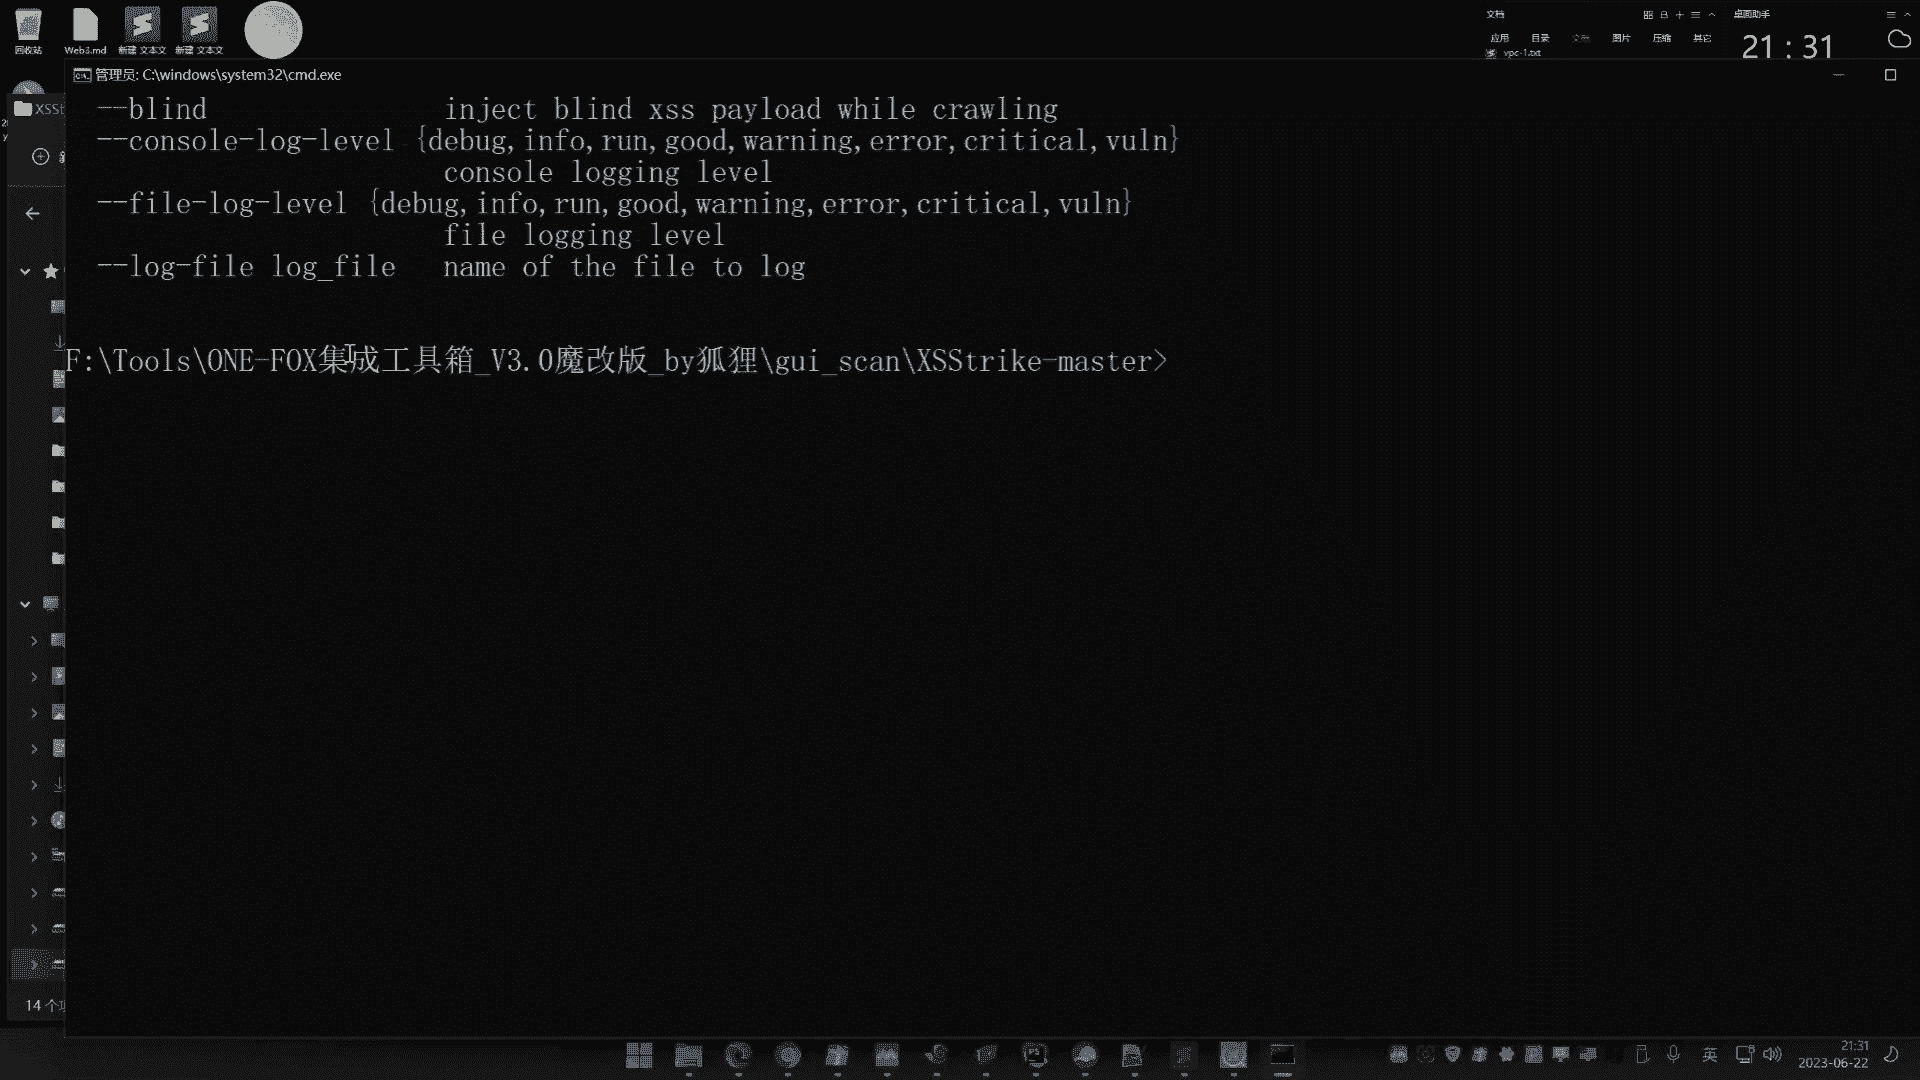 回收站
Web3.md
新建 文本文
新建 文本文
文档
桌面助手
应用
目录
图片
压缩
其它
vpc-1.txt
21:31
管理员: C:\windows\system32\cmd.exe
XSSt
--blind inject blind xss payload while crawling
--console-log-level {debug,info,run,good,warning,error,critical,vuln}
console logging level
--file-log-level {debug,info,run,good,warning,error,critical,vuln}
file logging level
--log-file log_file name of the file to log
F:\Tools\ONE-FOX集成工具箱_V3.0魔改版_by狐狸\gui_scan\XSStrike-master>
14 个
英
21:31
2023-06-22